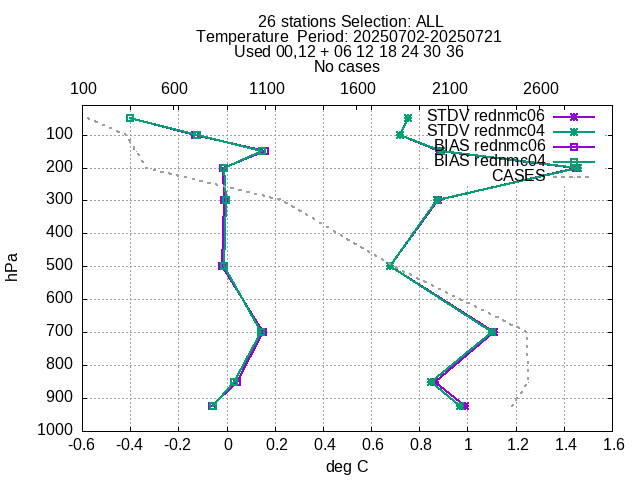 26 stations Selection: ALL
Temperature  Period: 20250702-20250721
Used 00,12 + 06 12 18 24 30 36
No cases
100 600 1100 1800 2100 2600
STDV rednmc06
STDV rednmc04
BIAS rednmc06
BIAS rednmc04
CASES
100
200
300
400
500
600
700
800
900
1000
hPa
-0.6 -0.4 -0.2 0 0.2 0.4 0.6 0.8 1 1.2 1.4 1.6
deg C